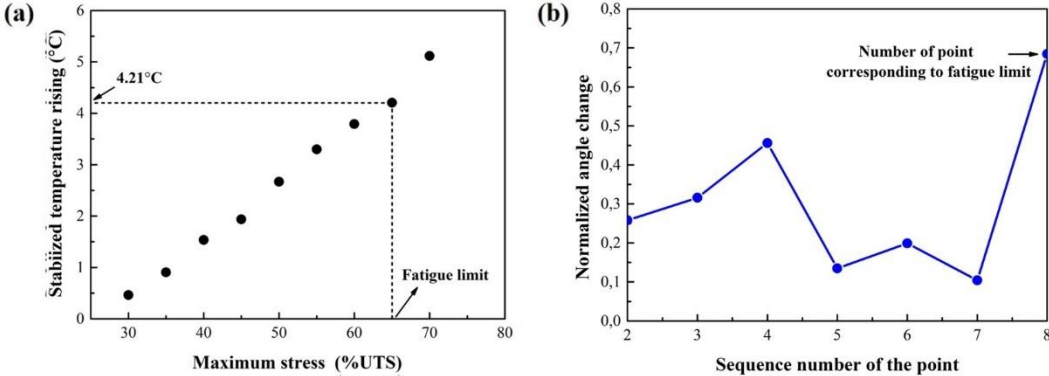 (a)
Stabiized temperature rising (°C)
6
5
4
3
2
1
0
4.21°C
Fatigue limit
30
40
50
60
70
80
Maximum stress (%UTS)
(b)
Normalized angle change
0,8
0,7
0,6
0,5
0,4
0,3
0,2
0,1
0,0
Number of point
corresponding to fatigue limit
2
3
4
5
6
7
8
Sequence number of the point